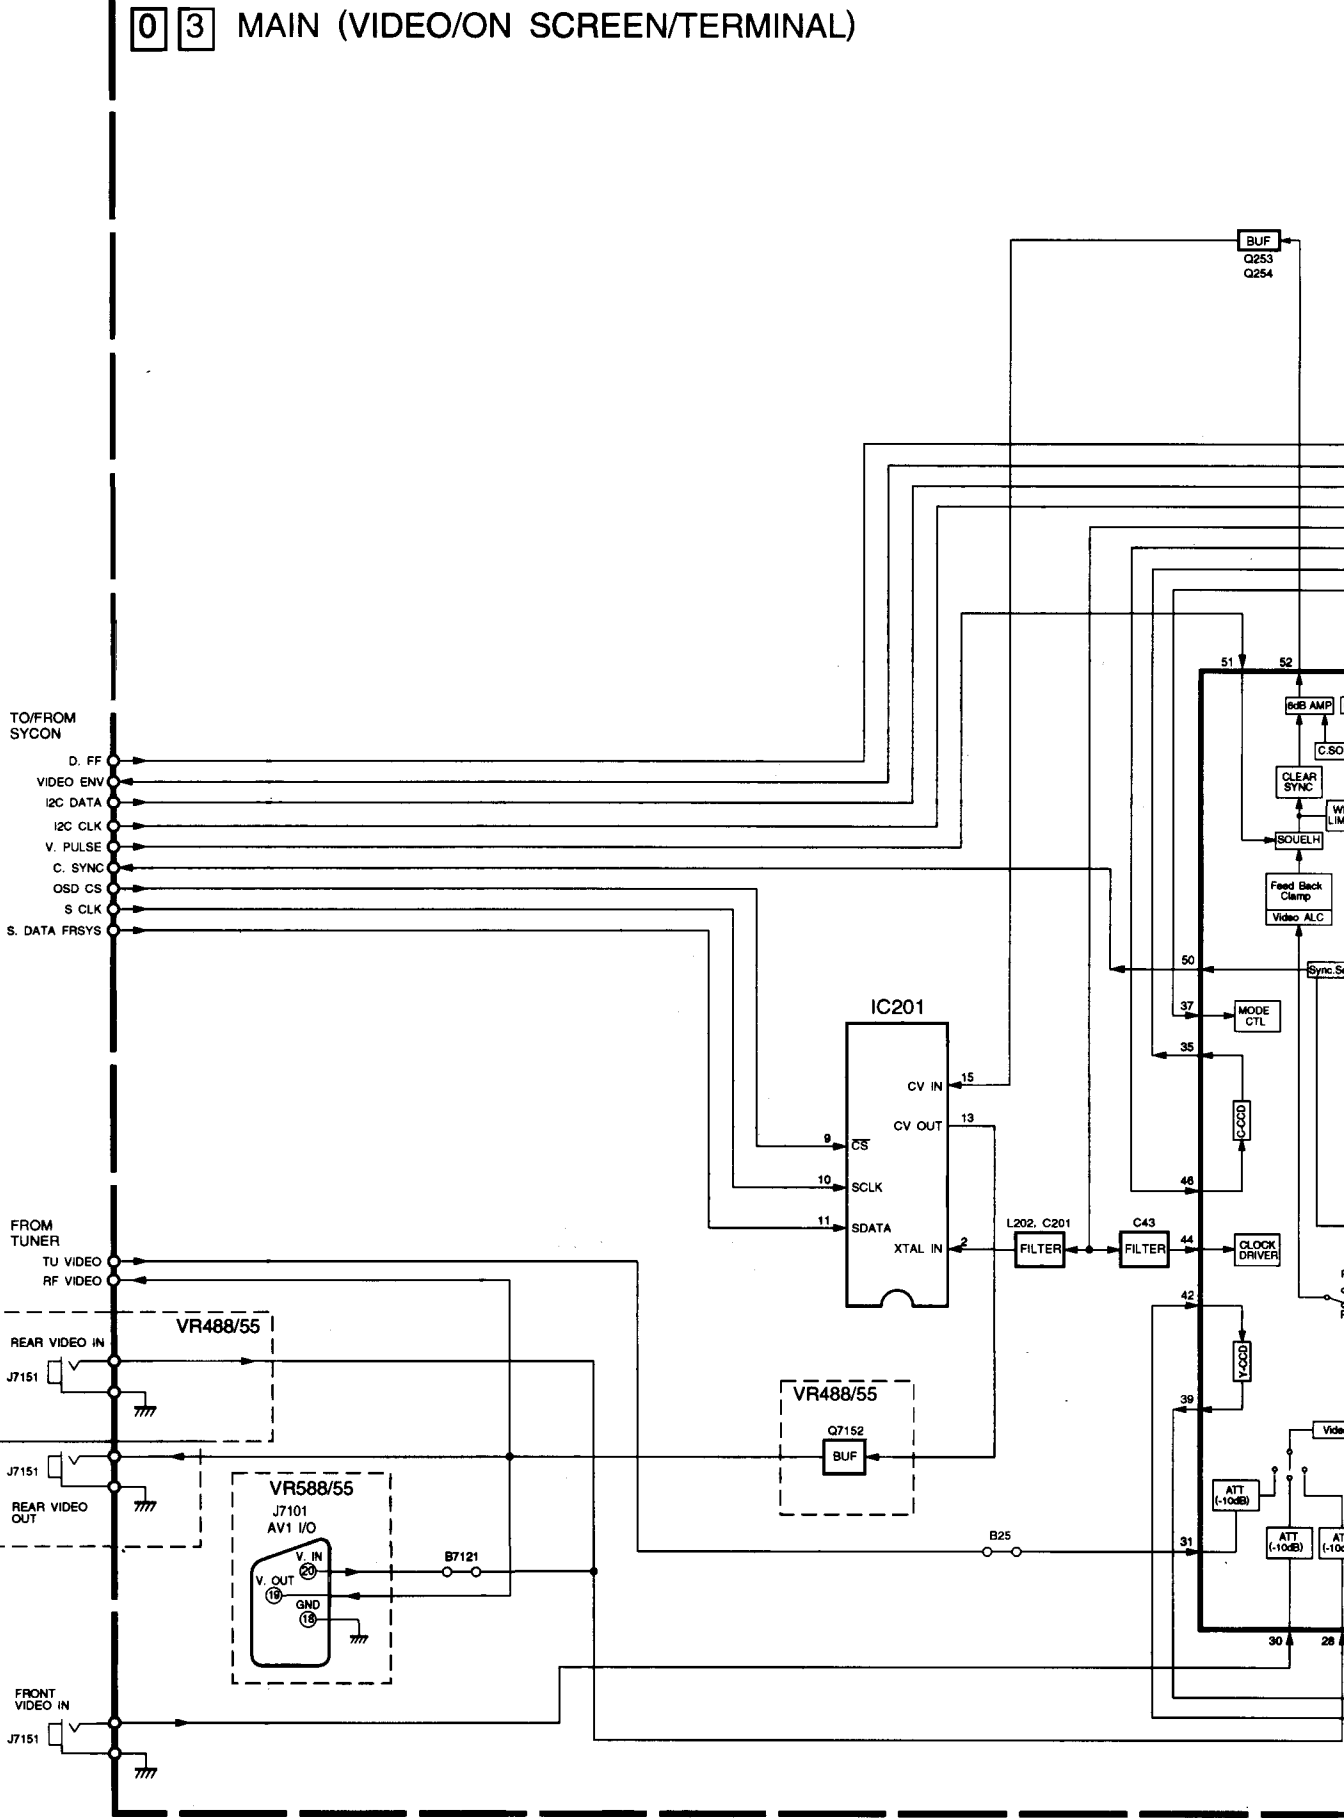 0 3 MAIN (VIDEO/ON SCREEN/TERMINAL)
BUF
Q253
Q254
51
52
6dB AMP
C.SO
CLEAR
SYNC
SOUELH
Feed Back
Clamp
Video ALC
50
37
MODE
CTL
35
C-CCD
46
44
CLOCK
DRIVER
42
Y-CCD
39
ATT
(-10dB)
ATT
(-10dB)
31
30
28
TO/FROM
SYCON
D. FF
VIDEO ENV
I2C DATA
I2C CLK
V. PULSE
C. SYNC
OSD CS
S CLK
S. DATA FRSYS
IC201
CV IN
15
CV OUT
13
9
CS
10
SCLK
11
SDATA
XTAL IN
2
L202, C201
FILTER
C43
FILTER
FROM
TUNER
TU VIDEO
RF VIDEO
VR488/55
REAR VIDEO IN
J7151
J7151
REAR VIDEO
OUT
VR488/55
Q7152
BUF
VR588/55
J7101
AV1 I/O
V. IN
20
V. OUT
19
GND
18
B7121
B25
FRONT
VIDEO IN
J7151